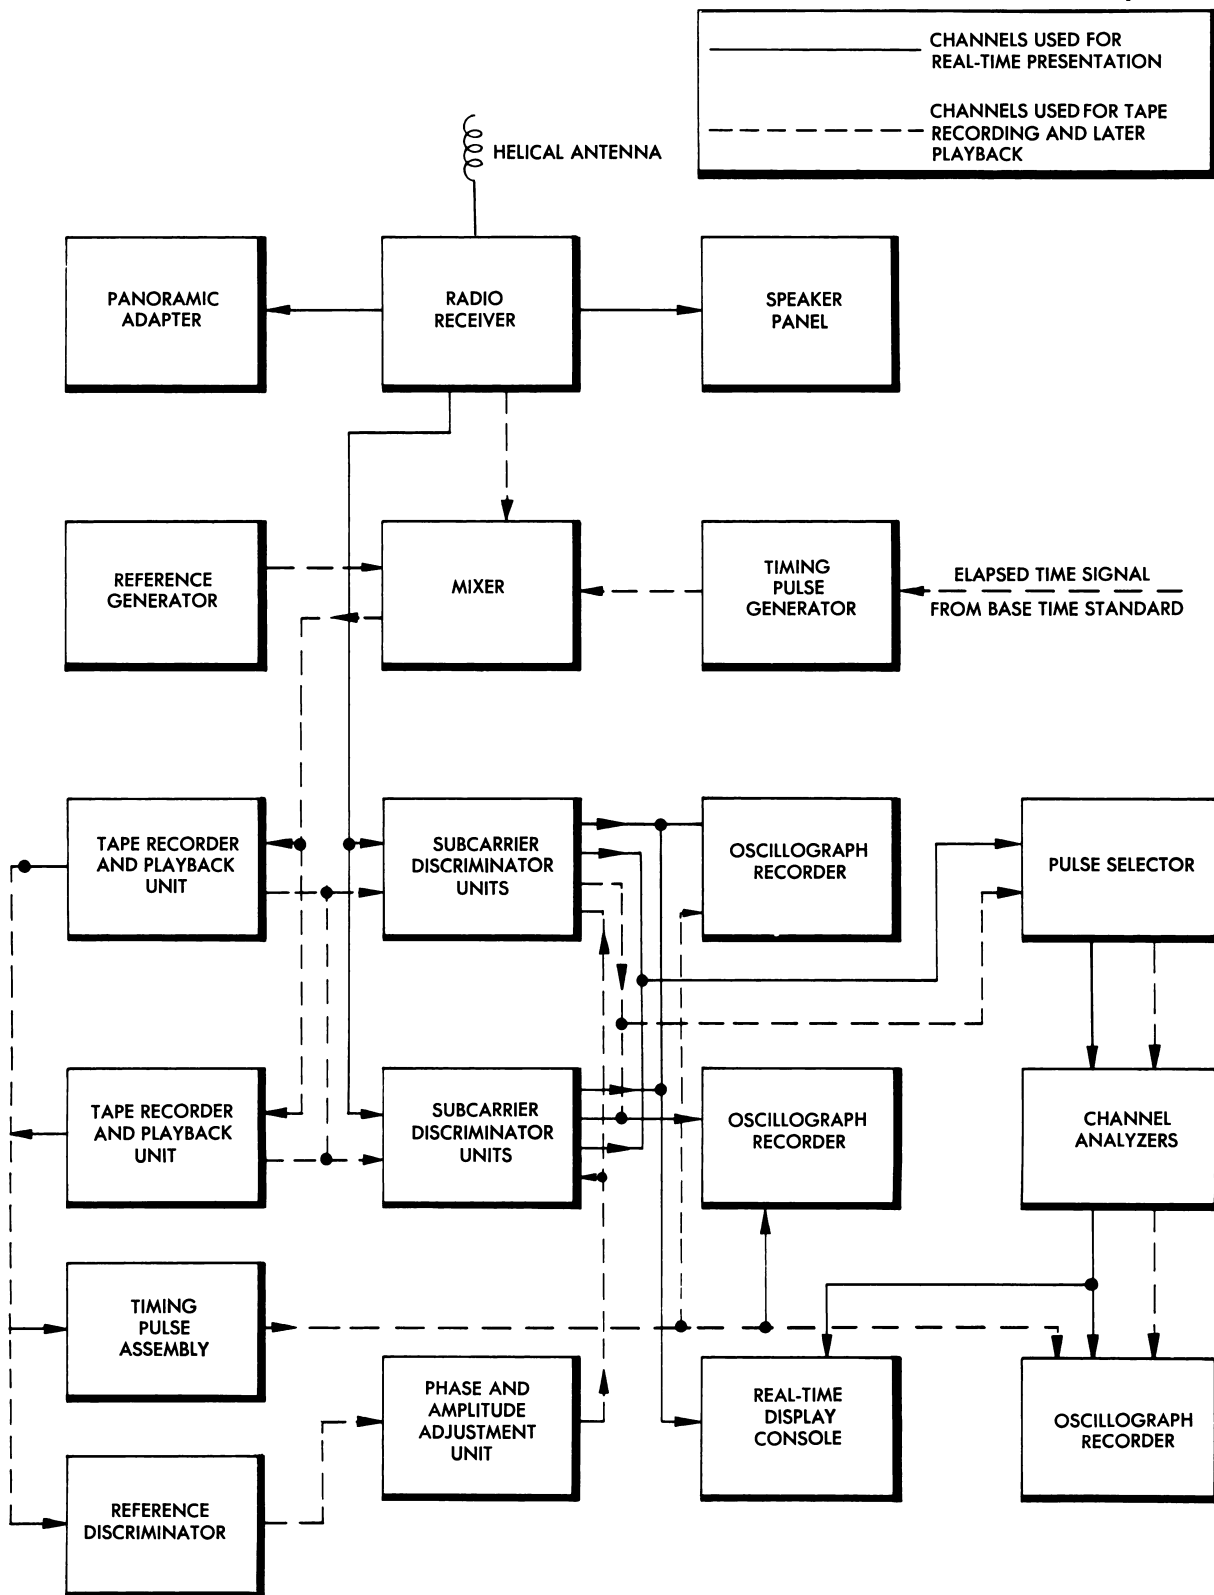 CHANNELS USED FOR
REAL-TIME PRESENTATION
CHANNELS USED FOR TAPE
RECORDING AND LATER
PLAYBACK
HELICAL ANTENNA
PANORAMIC
ADAPTER
RADIO
RECEIVER
SPEAKER
PANEL
REFERENCE
GENERATOR
MIXER
TIMING
PULSE
GENERATOR
ELAPSED TIME SIGNAL
FROM BASE TIME STANDARD
TAPE RECORDER
AND PLAYBACK
UNIT
SUBCARRIER
DISCRIMINATOR
UNITS
OSCILLOGRAPH
RECORDER
PULSE SELECTOR
TAPE RECORDER
AND PLAYBACK
UNIT
SUBCARRIER
DISCRIMINATOR
UNITS
OSCILLOGRAPH
RECORDER
CHANNEL
ANALYZERS
TIMING
PULSE
ASSEMBLY
PHASE AND
AMPLITUDE
ADJUSTMENT
UNIT
REAL-TIME
DISPLAY
CONSOLE
OSCILLOGRAPH
RECORDER
REFERENCE
DISCRIMINATOR